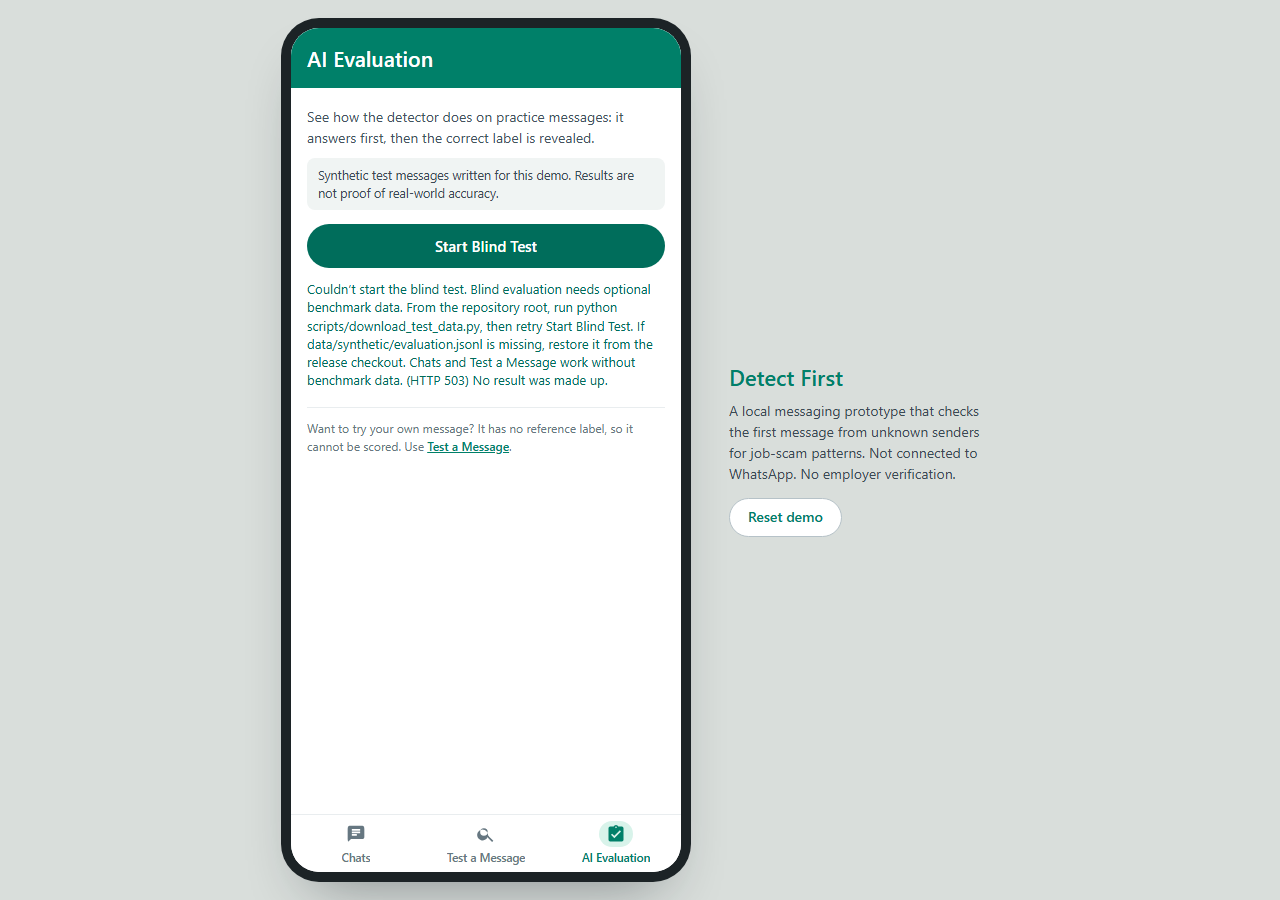 AI Evaluation
See how the detector does on practice messages: it
answers first, then the correct label is revealed.
Synthetic test messages written for this demo. Results are
not proof of real-world accuracy.
Start Blind Test
Couldn't start the blind test. Blind evaluation needs optional
benchmark data. From the repository root, run python
scripts/download_test_data.py, then retry Start Blind Test. If
data/synthetic/evaluation.jsonl is missing, restore it from the
release checkout. Chats and Test a Message work without
benchmark data. (HTTP 503) No result was made up.
Want to try your own message? It has no reference label, so it
cannot be scored. Use Test a Message.
Chats
Test a Message
AI Evaluation
Detect First
A local messaging prototype that checks
the first message from unknown senders
for job-scam patterns. Not connected to
WhatsApp. No employer verification.
Reset demo